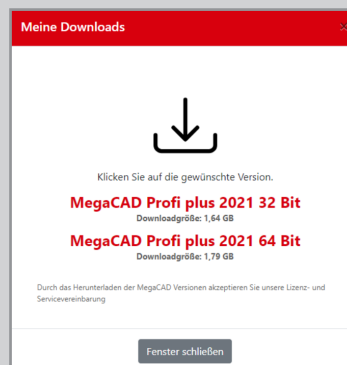 Meine Downloads
Klicken Sie auf die gewünschte Version.
MegaCAD Profi plus 2021 32 Bit
Downloadgröße: 1,64 GB
MegaCAD Profi plus 2021 64 Bit
Downloadgröße: 1,79 GB
Durch das Herunterladen der MegaCAD Versionen akzeptieren Sie unsere Lizenz- und
Servicevereinbarung
Fenster schließen